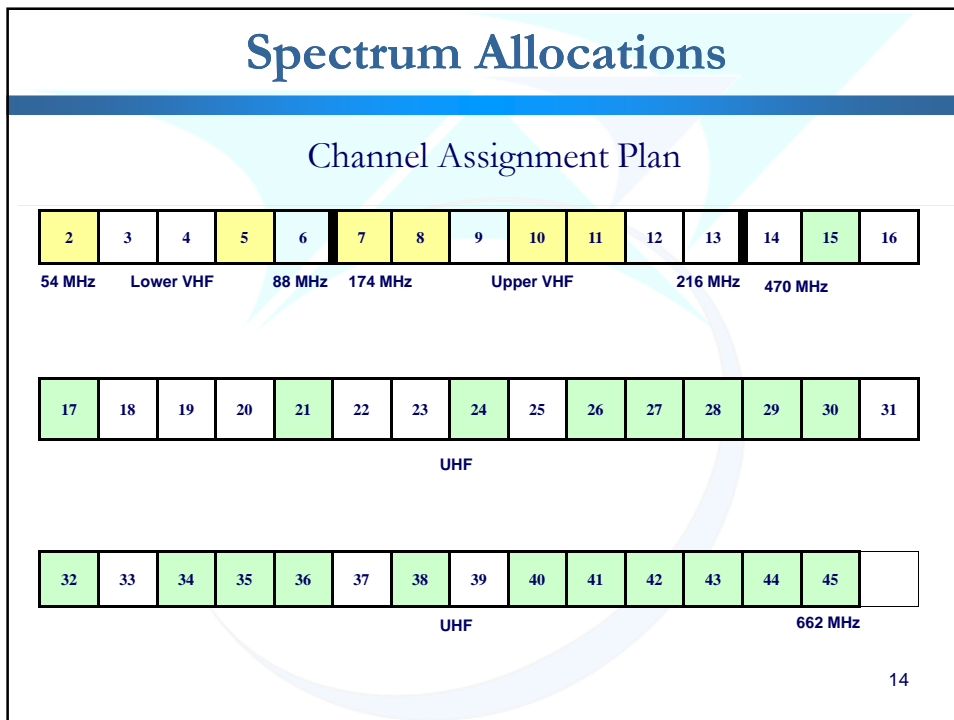 Spectrum Allocations
Channel Assignment Plan
2 3 4 5 6 7 8 9 10 11 12 13 14 15 16
54 MHz Lower VHF 88 MHz 174 MHz Upper VHF 216 MHz 470 MHz
17 18 19 20 21 22 23 24 25 26 27 28 29 30 31
UHF
32 33 34 35 36 37 38 39 40 41 42 43 44 45
UHF 662 MHz
14